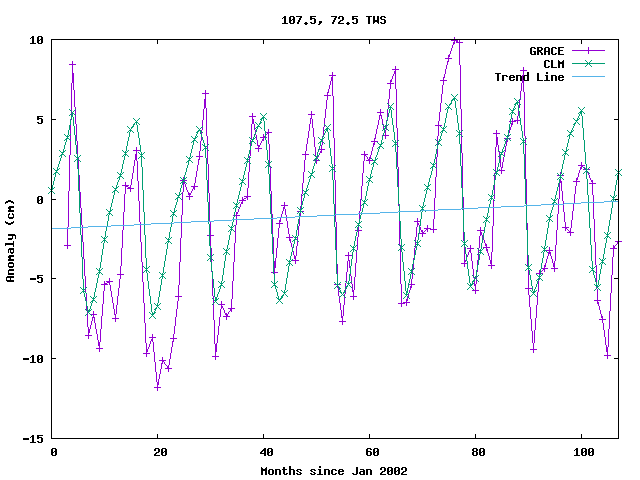 107.5, 72.5 TWS
GRACE
CLM
Trend Line
10
5
0
-5
-10
-15
Anomaly (cm)
0 20 40 60 80 100
Months since Jan 2002